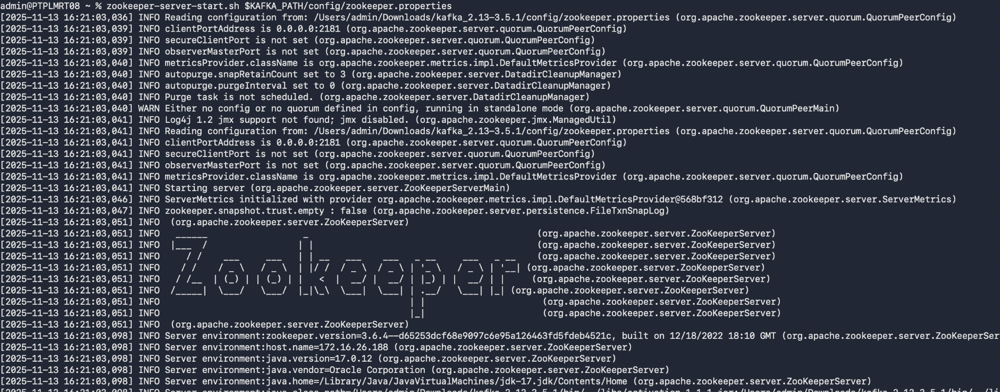 admin@PTPLMRT08 ~ % zookeeper-server-start.sh $KAFKA_PATH/config/zookeeper.properties
[2025-11-13 16:21:03,036] INFO Reading configuration from: /Users/admin/Downloads/kafka_2.13-3.5.1/config/zookeeper.properties (org.apache.zookeeper.server.quorum.QuorumPeerConfig)
[2025-11-13 16:21:03,039] INFO clientPortAddress is 0.0.0.0:2181 (org.apache.zookeeper.server.quorum.QuorumPeerConfig)
[2025-11-13 16:21:03,039] INFO secureClientPort is not set (org.apache.zookeeper.server.quorum.QuorumPeerConfig)
[2025-11-13 16:21:03,039] INFO observerMasterPort is not set (org.apache.zookeeper.server.quorum.QuorumPeerConfig)
[2025-11-13 16:21:03,040] INFO metricsProvider.className is org.apache.zookeeper.metrics.impl.DefaultMetricsProvider (org.apache.zookeeper.server.quorum.QuorumPeerConfig)
[2025-11-13 16:21:03,040] INFO autopurge.snapRetainCount set to 3 (org.apache.zookeeper.server.DatadirCleanupManager)
[2025-11-13 16:21:03,040] INFO autopurge.purgeInterval set to 0 (org.apache.zookeeper.server.DatadirCleanupManager)
[2025-11-13 16:21:03,040] INFO Purge task is not scheduled. (org.apache.zookeeper.server.DatadirCleanupManager)
[2025-11-13 16:21:03,040] WARN Either no config or no quorum defined in config, running in standalone mode (org.apache.zookeeper.server.quorum.QuorumPeerMain)
[2025-11-13 16:21:03,041] INFO Log4j 1.2 jmx support not found; jmx disabled. (org.apache.zookeeper.jmx.ManagedUtil)
[2025-11-13 16:21:03,041] INFO Reading configuration from: /Users/admin/Downloads/kafka_2.13-3.5.1/config/zookeeper.properties (org.apache.zookeeper.server.quorum.QuorumPeerConfig)
[2025-11-13 16:21:03,041] INFO clientPortAddress is 0.0.0.0:2181 (org.apache.zookeeper.server.quorum.QuorumPeerConfig)
[2025-11-13 16:21:03,041] INFO secureClientPort is not set (org.apache.zookeeper.server.quorum.QuorumPeerConfig)
[2025-11-13 16:21:03,041] INFO observerMasterPort is not set (org.apache.zookeeper.server.quorum.QuorumPeerConfig)
[2025-11-13 16:21:03,041] INFO metricsProvider.className is org.apache.zookeeper.metrics.impl.DefaultMetricsProvider (org.apache.zookeeper.server.quorum.QuorumPeerConfig)
[2025-11-13 16:21:03,041] INFO Starting server (org.apache.zookeeper.server.ZooKeeperServerMain)
[2025-11-13 16:21:03,046] INFO ServerMetrics initialized with provider org.apache.zookeeper.metrics.impl.DefaultMetricsProvider@568bf312 (org.apache.zookeeper.server.ServerMetrics)
[2025-11-13 16:21:03,047] INFO zookeeper.snapshot.trust.empty : false (org.apache.zookeeper.server.persistence.FileTxnSnapLog)
[2025-11-13 16:21:03,051] INFO  (org.apache.zookeeper.server.ZooKeeperServer)
[2025-11-13 16:21:03,051] INFO   ______                  _                                           (org.apache.zookeeper.server.ZooKeeperServer)
[2025-11-13 16:21:03,051] INFO  |___  /                 | |                                          (org.apache.zookeeper.server.ZooKeeperServer)
[2025-11-13 16:21:03,051] INFO     / /    ___     ___   | | __   ___    ___    _ __     ___   _ __    (org.apache.zookeeper.server.ZooKeeperServer)
[2025-11-13 16:21:03,051] INFO    / /    / _ \   / _ \  | |/ /  / _ \  / _ \ | '_ \   / _ \ | '__| (org.apache.zookeeper.server.ZooKeeperServer)
[2025-11-13 16:21:03,051] INFO   / /__  | (_) | | (_) | |   <  |  __/ |  __/ | |_) | |  __/ | |     (org.apache.zookeeper.server.ZooKeeperServer)
[2025-11-13 16:21:03,051] INFO  /_____|  \___/   \___/  |_|\_\  \___|  \___| | .__/   \___| |_| (org.apache.zookeeper.server.ZooKeeperServer)
[2025-11-13 16:21:03,051] INFO                                               | |                       (org.apache.zookeeper.server.ZooKeeperServer)
[2025-11-13 16:21:03,051] INFO                                               |_|                       (org.apache.zookeeper.server.ZooKeeperServer)
[2025-11-13 16:21:03,051] INFO  (org.apache.zookeeper.server.ZooKeeperServer)
[2025-11-13 16:21:03,098] INFO Server environment:zookeeper.version=3.6.4--d65253dcf68e9097c6e95a126463fd5fdeb4521c, built on 12/18/2022 18:10 GMT (org.apache.zookeeper.server.ZooKeeperSer
[2025-11-13 16:21:03,098] INFO Server environment:host.name=172.16.26.188 (org.apache.zookeeper.server.ZooKeeperServer)
[2025-11-13 16:21:03,098] INFO Server environment:java.version=17.0.12 (org.apache.zookeeper.server.ZooKeeperServer)
[2025-11-13 16:21:03,098] INFO Server environment:java.vendor=Oracle Corporation (org.apache.zookeeper.server.ZooKeeperServer)
[2025-11-13 16:21:03,098] INFO Server environment:java.home=/Library/Java/JavaVirtualMachines/jdk-17.jdk/Contents/Home (org.apache.zookeeper.server.ZooKeeperServer)